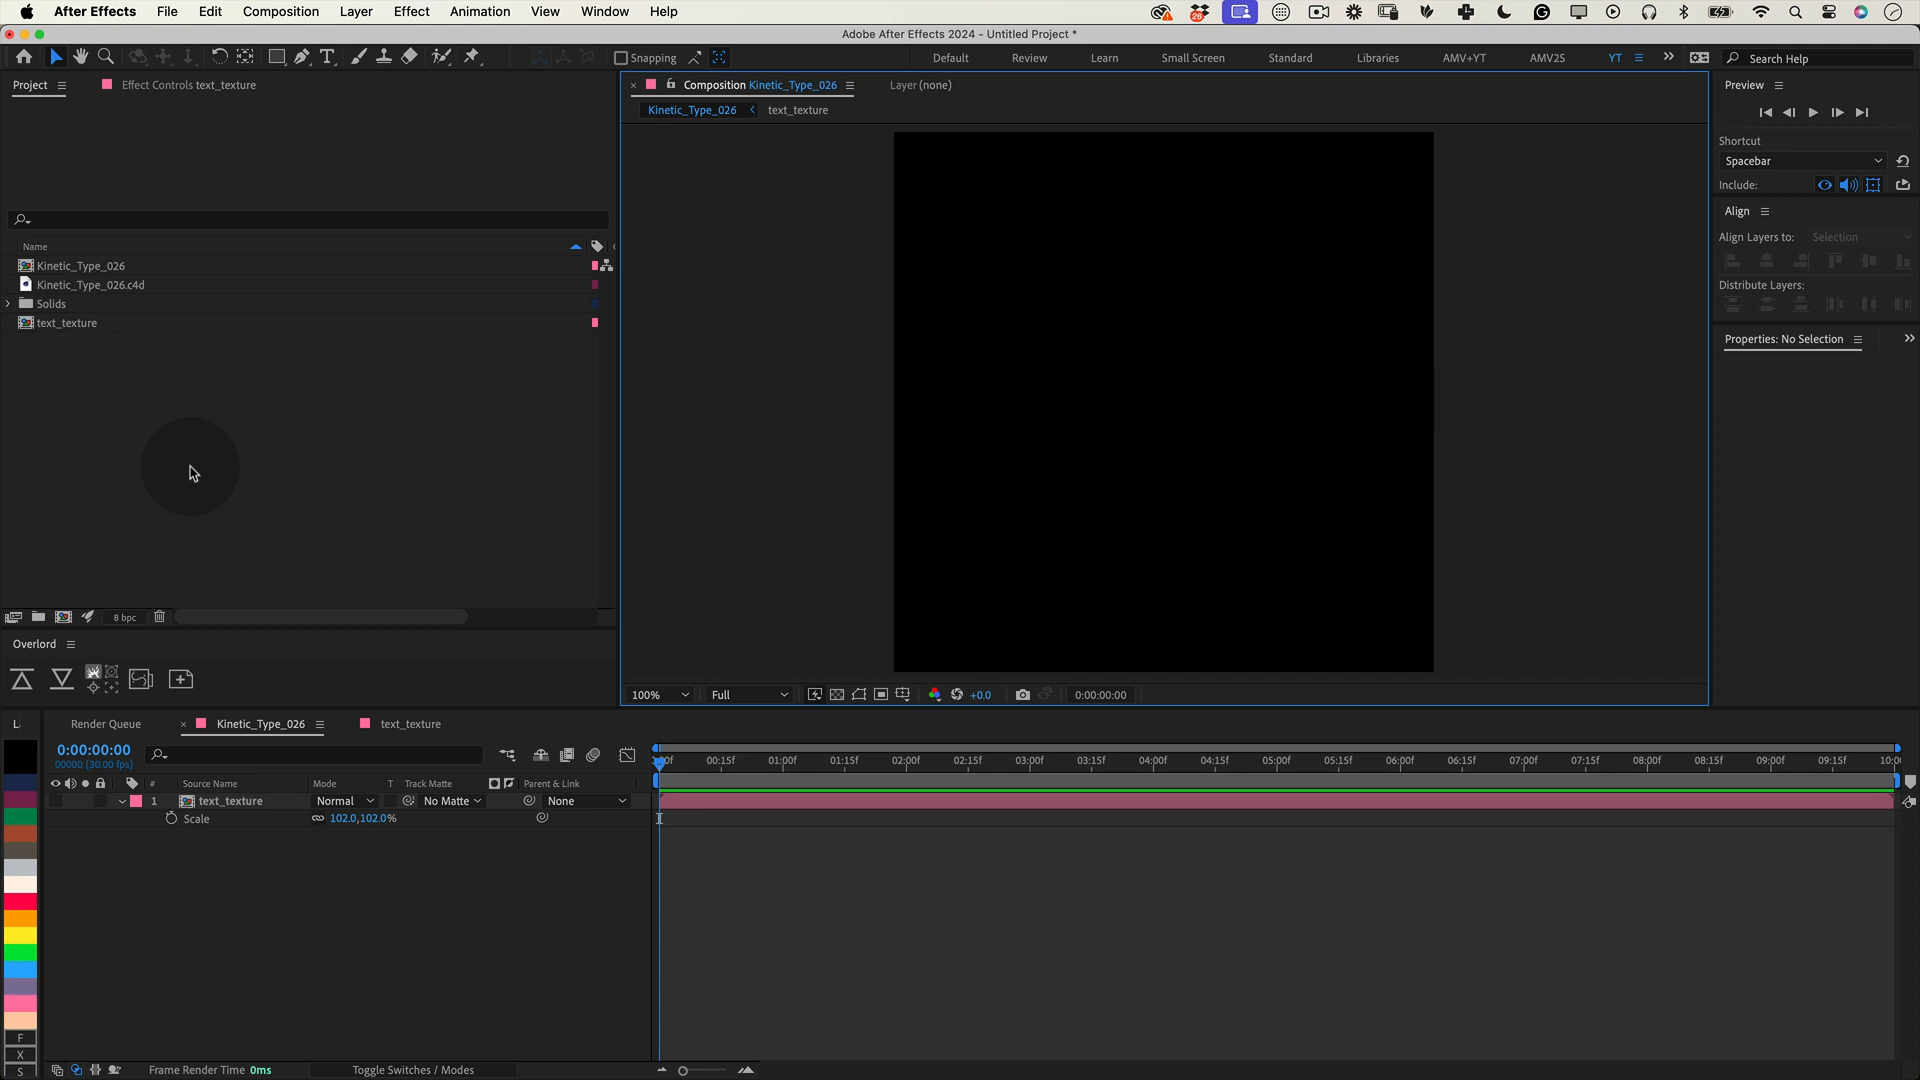 After Effects File Edit Composition Layer Effect Animation View Window Help
26
Adobe After Effects 2024 - Untitled Project *
Snapping
Default Review Learn Small Screen Standard Libraries AMV+YT AMV2S YT
Search Help
Project
Effect Controls text_texture
Composition Kinetic_Type_026
Layer (none)
Kinetic_Type_026
text_texture
Preview
Shortcut
Spacebar
Include:
Align
Align Layers to: Selection
Distribute Layers:
Properties: No Selection
Name
Kinetic_Type_026
Kinetic_Type_026.c4d
Solids
text_texture
8 bpc
Overlord
100%
Full
+0.0
0:00:00:00
Render Queue
Kinetic_Type_026
text_texture
0:00:00:00
00000 (30.00 fps)
00:15f 01:00f 01:15f 02:00f 02:15f 03:00f 03:15f 04:00f 04:15f 05:00f 05:15f 06:00f 06:15f 07:00f 07:15f 08:00f 08:15f 09:00f 09:15f
# Source Name Mode T Track Matte Parent & Link
1 text_texture Normal No Matte None
Scale 102.0,102.0%
F
X
S
Frame Render Time 0ms
Toggle Switches / Modes